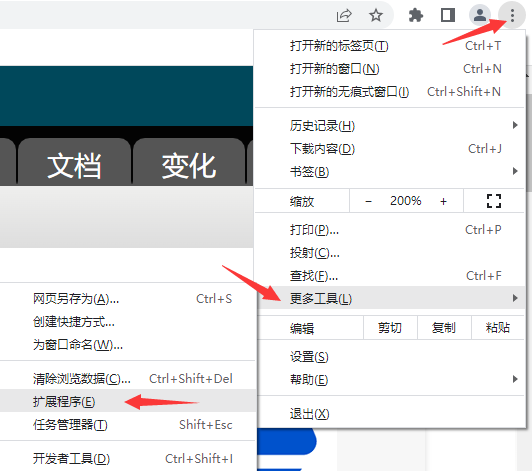 打开新的标签页(T) Ctrl+T
打开新的窗口(N) Ctrl+N
打开新的无痕式窗口(I) Ctrl+Shift+N
历史记录(H)
下载内容(D) Ctrl+J
书签(B)
缩放 − 200% +
打印(P)... Ctrl+P
投射(C)...
查找(F)... Ctrl+F
更多工具(L)
编辑 剪切 复制 粘贴
设置(S)
帮助(E)
退出(X)
文档 变化
网页另存为(A)... Ctrl+S
创建快捷方式...
为窗口命名(W)...
清除浏览数据(C)... Ctrl+Shift+Del
扩展程序(E)
任务管理器(T) Shift+Esc
开发者工具(D) Ctrl+Shift+I